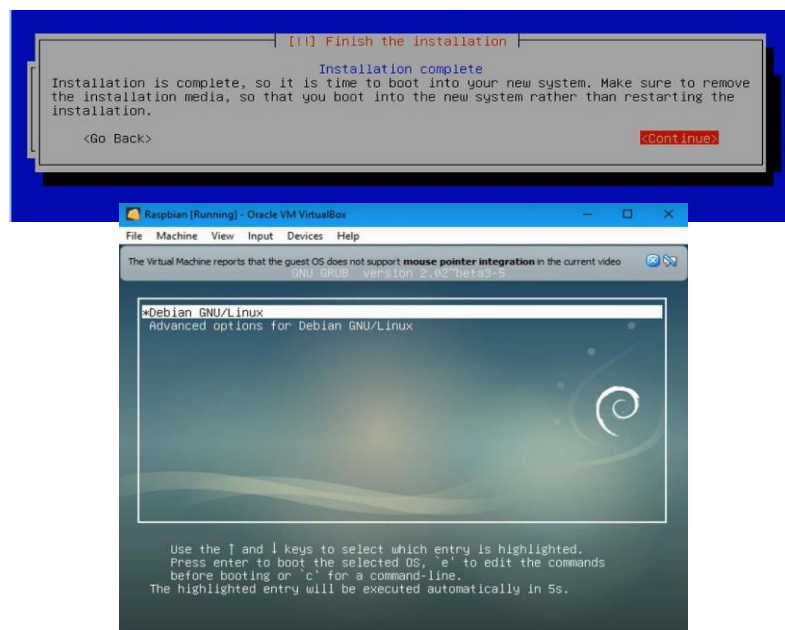 [!!] Finish the installation
Installation complete
Installation is complete, so it is time to boot into your new system. Make sure to remove
the installation media, so that you boot into the new system rather than restarting the
installation.
<Go Back> <Continue>
Raspbian [Running] - Oracle VM VirtualBox
File Machine View Input Devices Help
The Virtual Machine reports that the guest OS does not support mouse pointer integration in the current video
GNU GRUB version 2.02~beta3-5
*Debian GNU/Linux
Advanced options for Debian GNU/Linux
Use the ↑ and ↓ keys to select which entry is highlighted.
Press enter to boot the selected OS, `e' to edit the commands
before booting or `c' for a command-line.
The highlighted entry will be executed automatically in 5s.